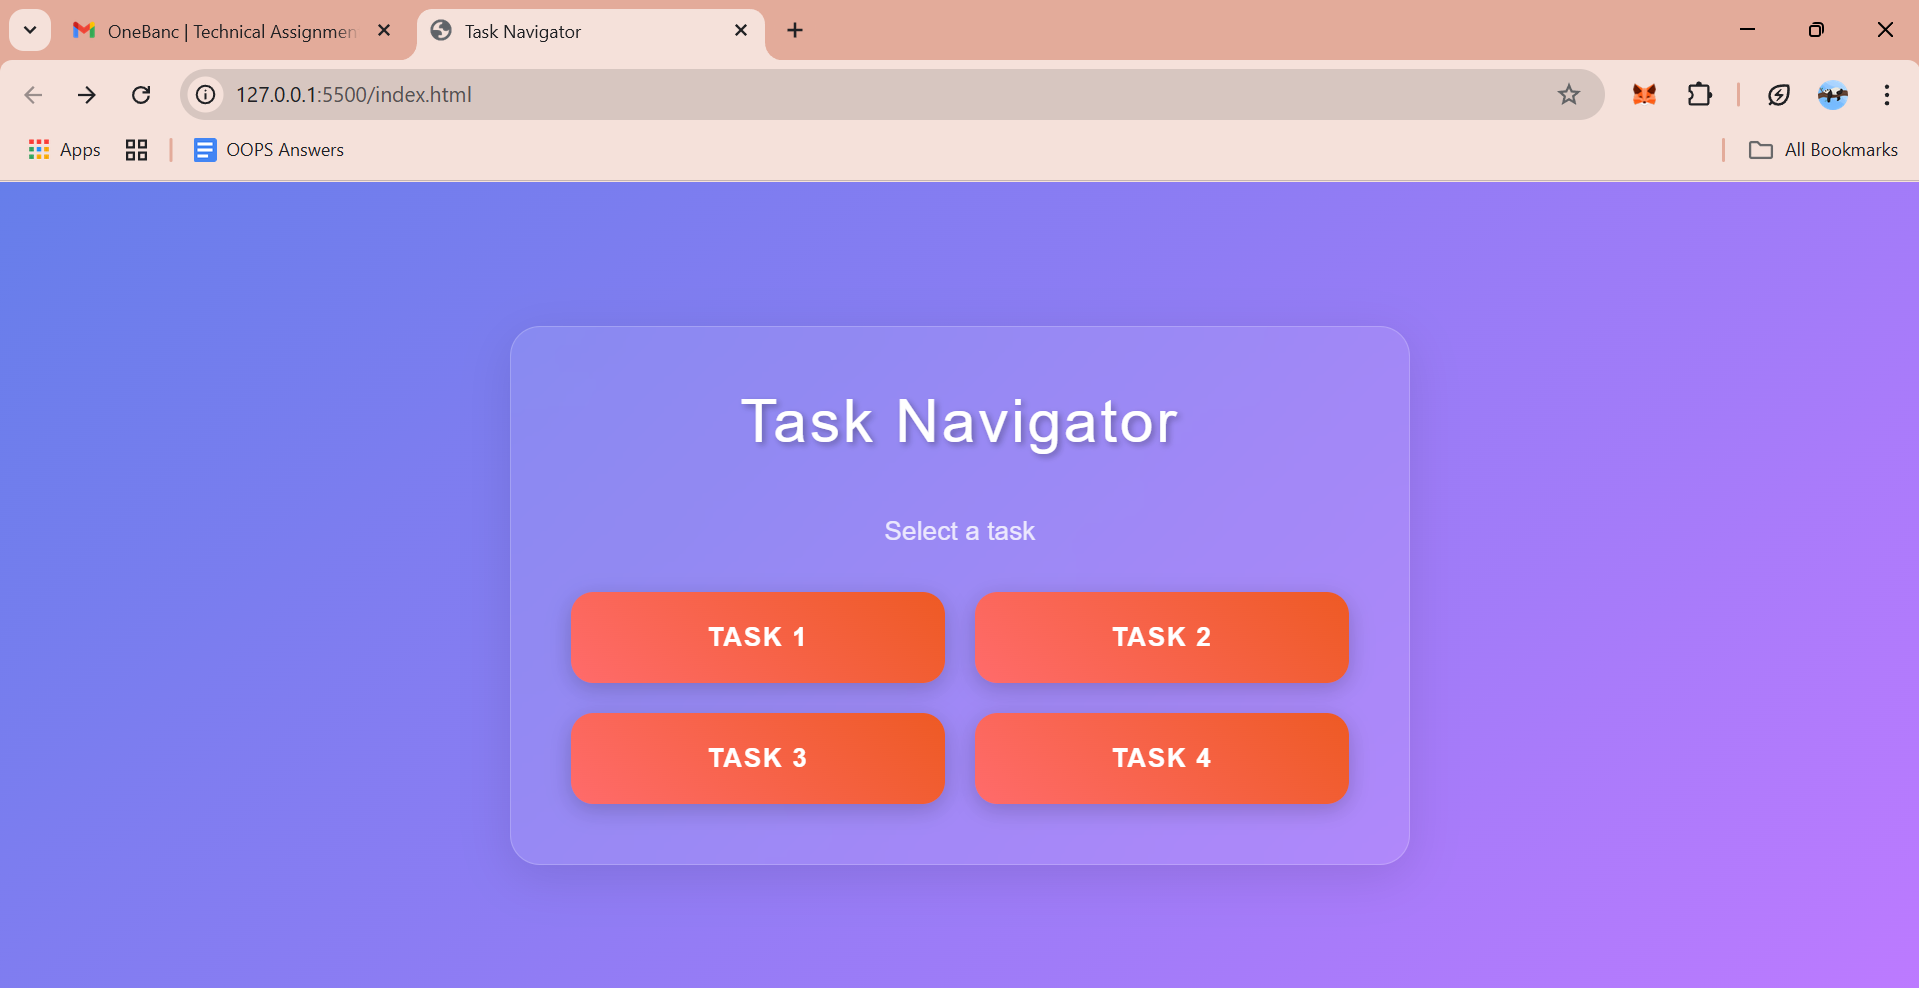 OneBanc | Technical Assignmen
Task Navigator
127.0.0.1:5500/index.html
Apps
OOPS Answers
All Bookmarks
Task Navigator
Select a task
TASK 1
TASK 2
TASK 3
TASK 4